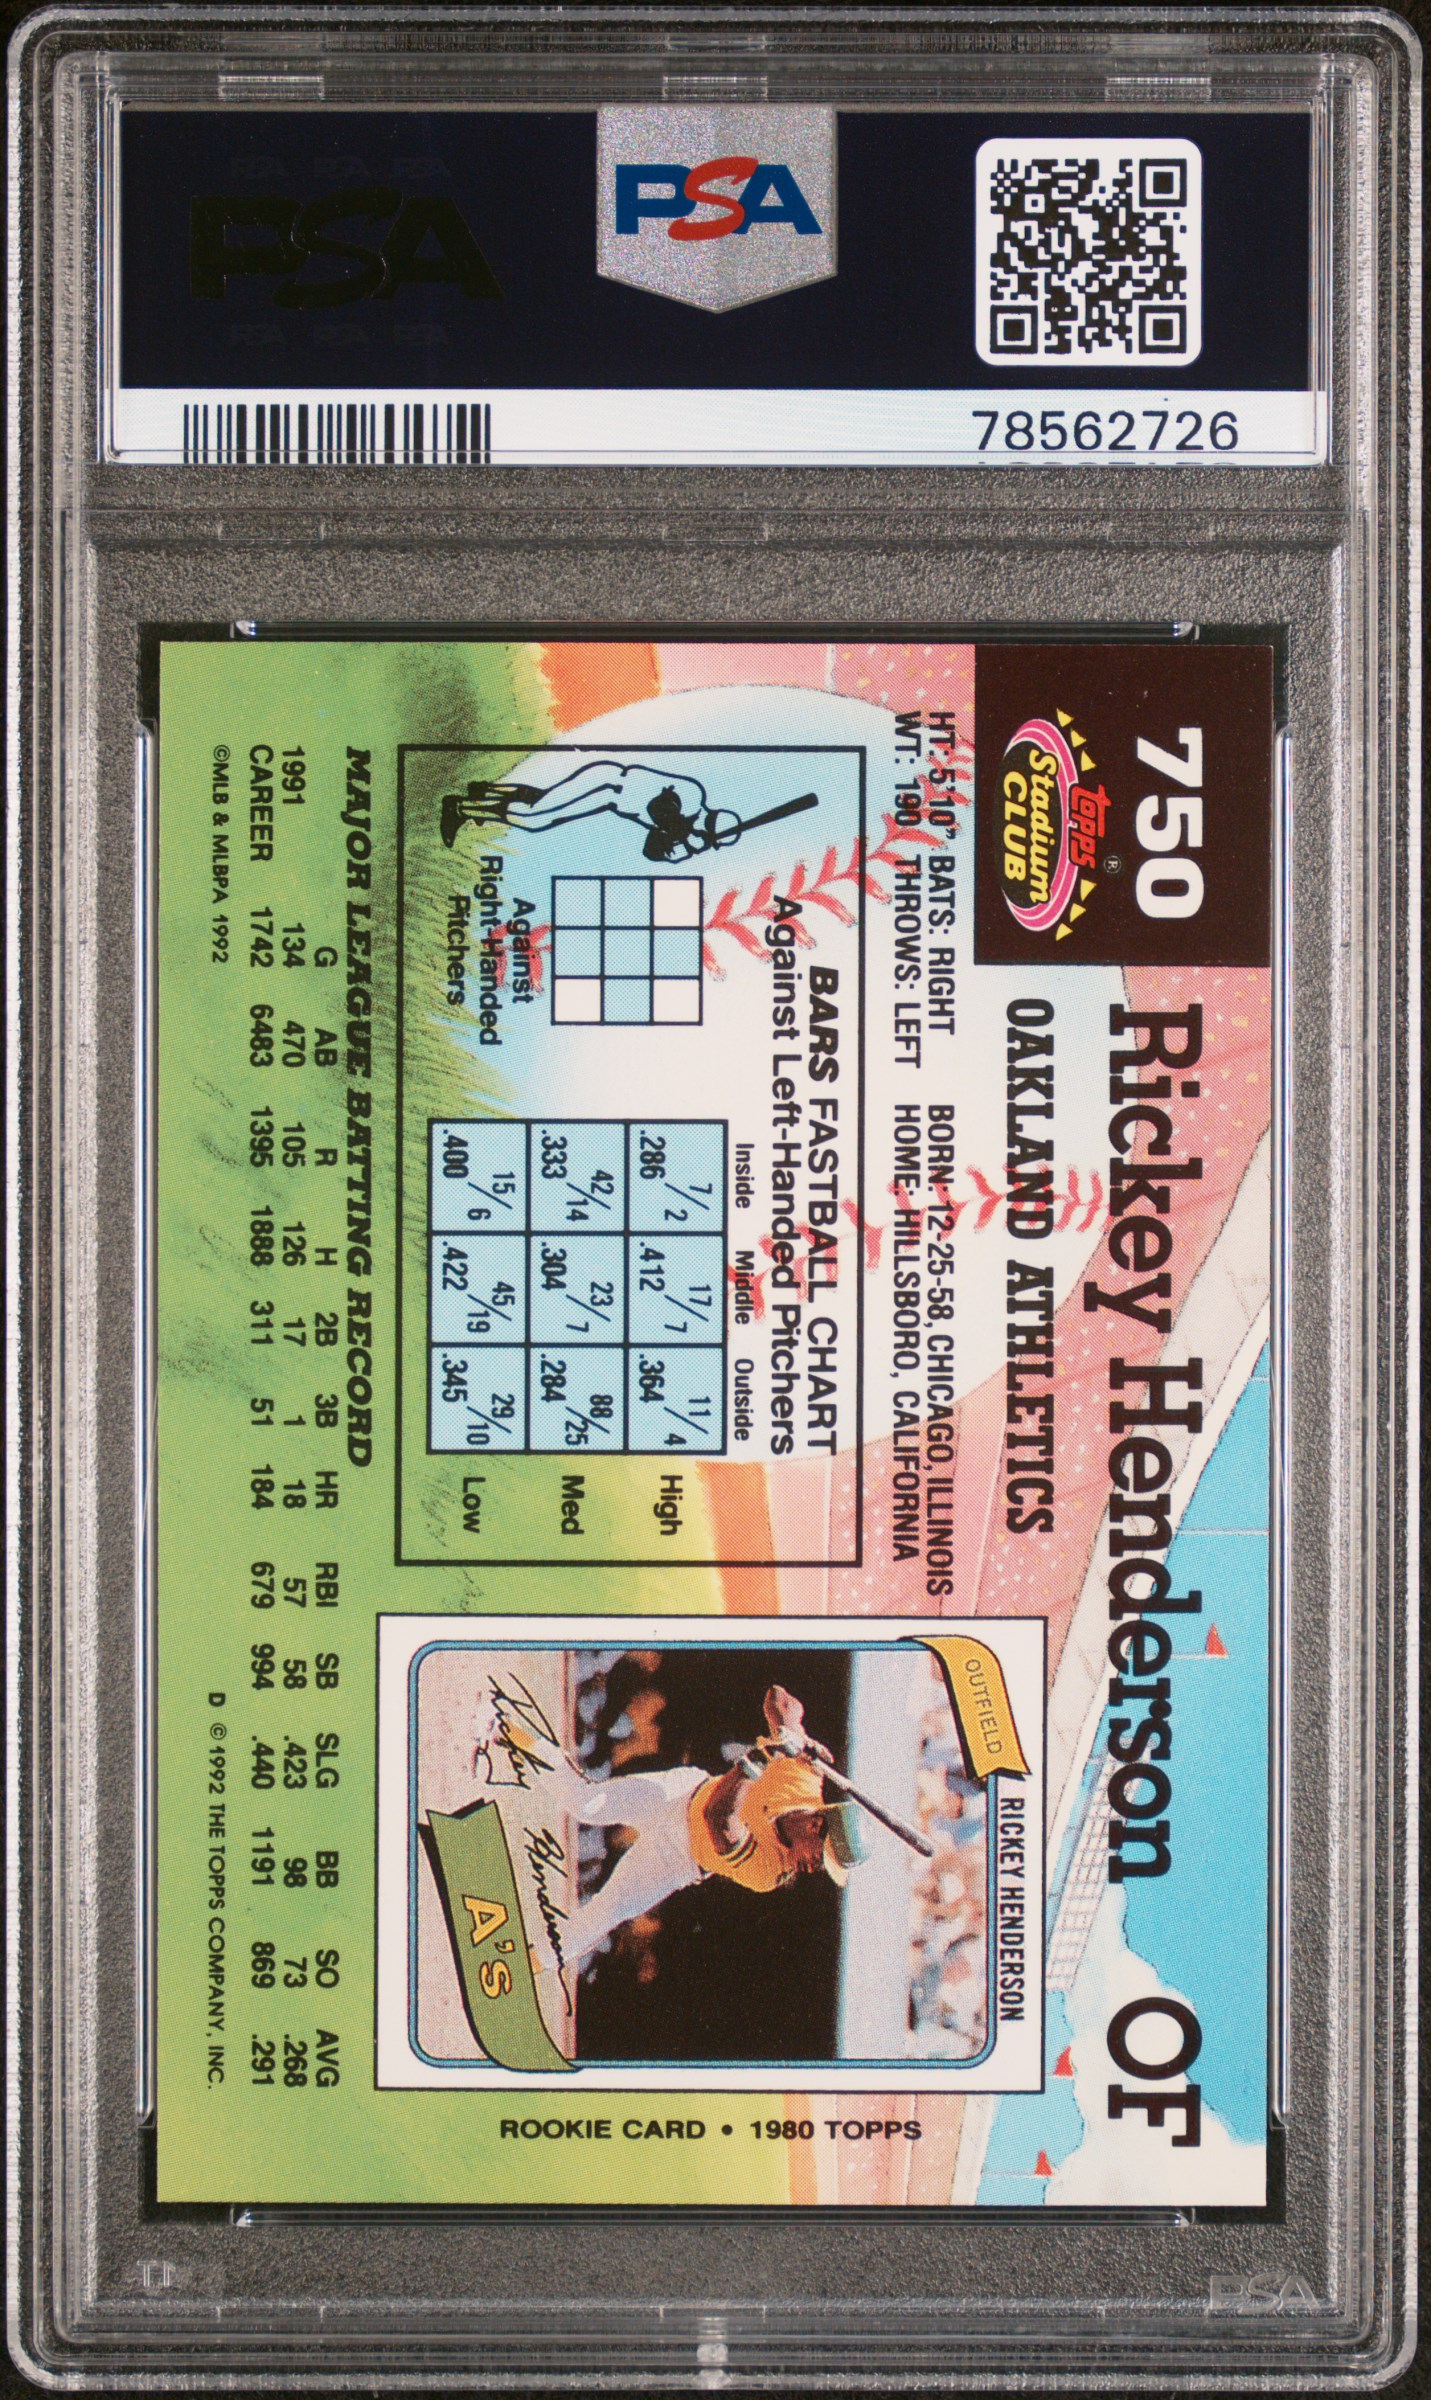 PSA
PSA
78562726
750
Rickey Henderson OF
TOPPS®
Stadium
CLUB
OAKLAND ATHLETICS
HT: 5'10" BATS: RIGHT BORN: 12-25-58, CHICAGO, ILLINOIS
WT: 190 THROWS: LEFT HOME: HILLSBORO, CALIFORNIA
BARS FASTBALL CHART
Against Left-Handed Pitchers
Inside Middle Outside
7/2 .286 17/7 .412 11/4 .364 High
42/14 .333 23/7 .304 88/25 .284 Med
15/6 .400 45/19 .422 29/10 .345 Low
Against
Right-Handed
Pitchers
OUTFIELD
RICKEY HENDERSON
Rickey Henderson
A's
ROOKIE CARD • 1980 TOPPS
MAJOR LEAGUE BATTING RECORD
G AB R H 2B 3B HR RBI SB SLG BB SO AVG
1991 134 470 105 126 17 1 18 57 58 .423 98 73 .268
CAREER 1742 6483 1395 1888 311 51 184 679 994 .440 1191 869 .291
©MLB & MLBPA 1992 D ©1992 THE TOPPS COMPANY, INC.
PSA